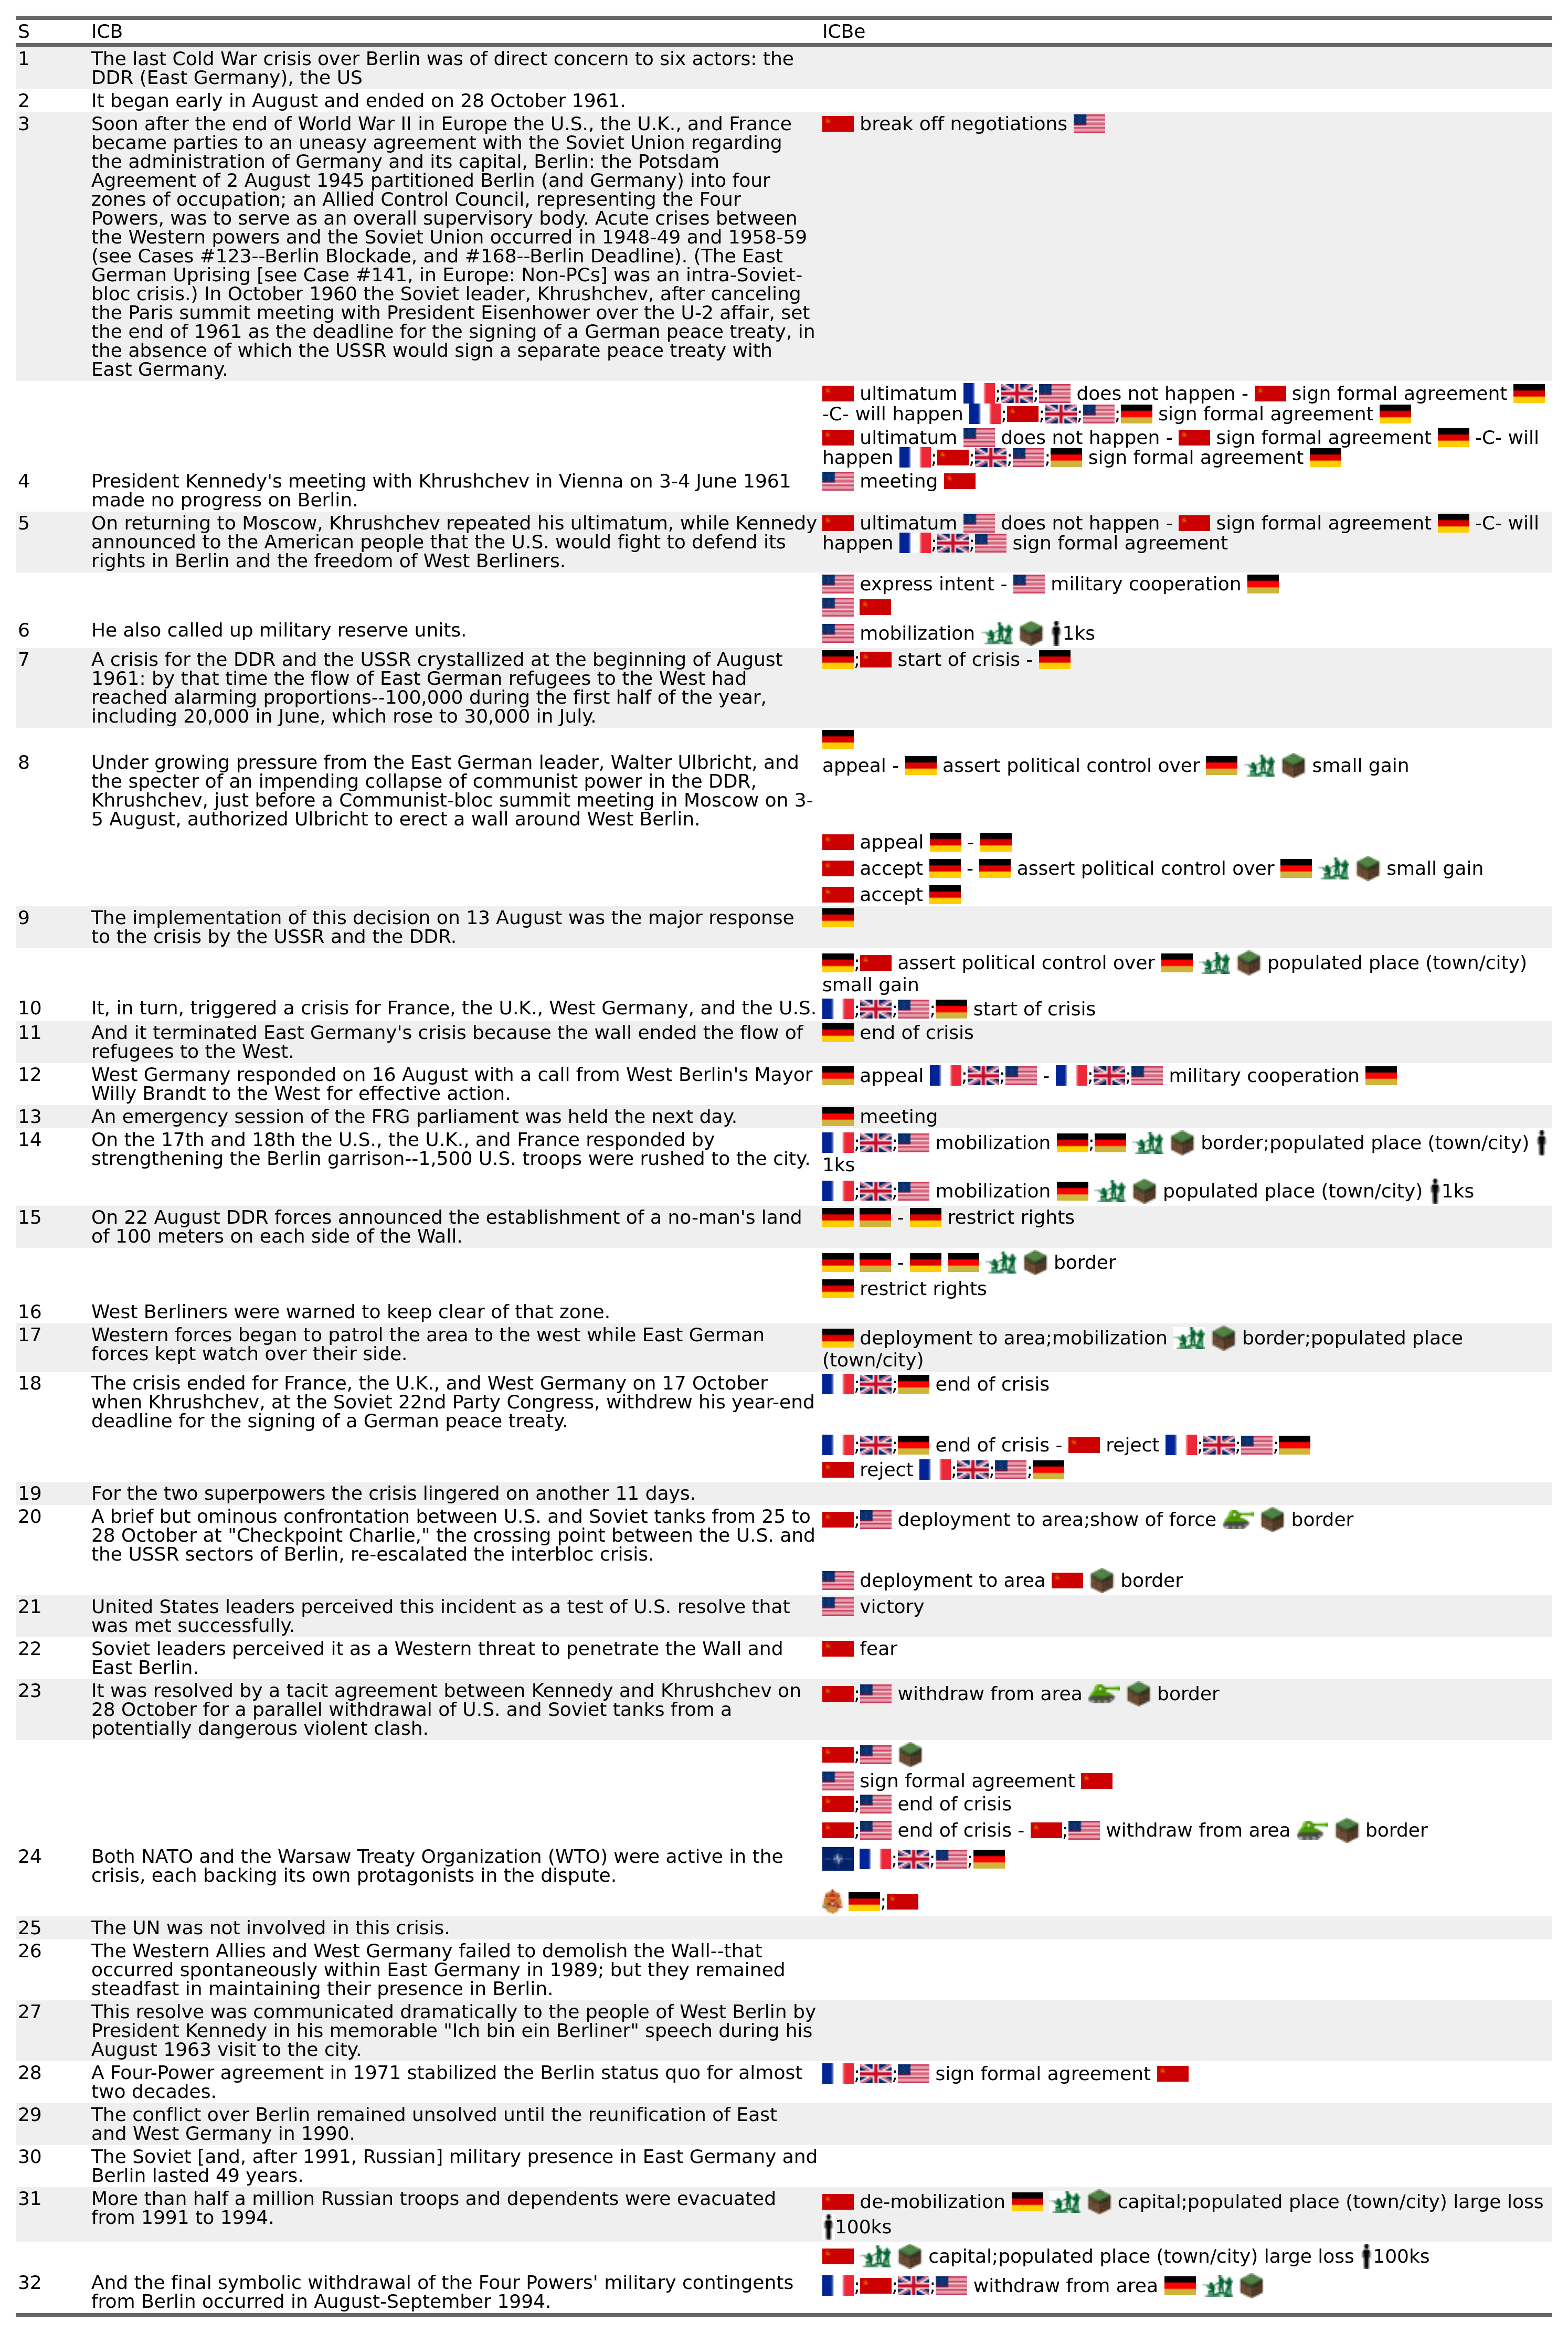 S ICB ICBe
1 The last Cold War crisis over Berlin was of direct concern to six actors: the
DDR (East Germany), the US
2 It began early in August and ended on 28 October 1961.
3 Soon after the end of World War II in Europe the U.S., the U.K., and France break off negotiations
became parties to an uneasy agreement with the Soviet Union regarding
the administration of Germany and its capital, Berlin: the Potsdam
Agreement of 2 August 1945 partitioned Berlin (and Germany) into four
zones of occupation; an Allied Control Council, representing the Four
Powers, was to serve as an overall supervisory body. Acute crises between
the Western powers and the Soviet Union occurred in 1948-49 and 1958-59
(see Cases #123--Berlin Blockade, and #168--Berlin Deadline). (The East
German Uprising [see Case #141, in Europe: Non-PCs] was an intra-Soviet-
bloc crisis.) In October 1960 the Soviet leader, Khrushchev, after canceling
the Paris summit meeting with President Eisenhower over the U-2 affair, set
the end of 1961 as the deadline for the signing of a German peace treaty, in
the absence of which the USSR would sign a separate peace treaty with
East Germany.
ultimatum ; ; does not happen - sign formal agreement
-C- will happen ; ; ; ; sign formal agreement
ultimatum does not happen - sign formal agreement -C- will
happen ; ; ; ; sign formal agreement
4 President Kennedy's meeting with Khrushchev in Vienna on 3-4 June 1961 meeting
made no progress on Berlin.
5 On returning to Moscow, Khrushchev repeated his ultimatum, while Kennedy ultimatum does not happen - sign formal agreement -C- will
announced to the American people that the U.S. would fight to defend its happen ; ; sign formal agreement
rights in Berlin and the freedom of West Berliners.
express intent - military cooperation
6 He also called up military reserve units. mobilization 1ks
7 A crisis for the DDR and the USSR crystallized at the beginning of August ; start of crisis -
1961: by that time the flow of East German refugees to the West had
reached alarming proportions--100,000 during the first half of the year,
including 20,000 in June, which rose to 30,000 in July.
8 Under growing pressure from the East German leader, Walter Ulbricht, and appeal - assert political control over small gain
the specter of an impending collapse of communist power in the DDR,
Khrushchev, just before a Communist-bloc summit meeting in Moscow on 3-
5 August, authorized Ulbricht to erect a wall around West Berlin.
appeal -
accept - assert political control over small gain
accept
9 The implementation of this decision on 13 August was the major response
to the crisis by the USSR and the DDR.
; assert political control over populated place (town/city)
small gain
10 It, in turn, triggered a crisis for France, the U.K., West Germany, and the U.S. ; ; ; start of crisis
11 And it terminated East Germany's crisis because the wall ended the flow of end of crisis
refugees to the West.
12 West Germany responded on 16 August with a call from West Berlin's Mayor appeal ; ; - ; ; military cooperation
Willy Brandt to the West for effective action.
13 An emergency session of the FRG parliament was held the next day. meeting
14 On the 17th and 18th the U.S., the U.K., and France responded by ; ; mobilization ; border;populated place (town/city)
strengthening the Berlin garrison--1,500 U.S. troops were rushed to the city. 1ks
; ; mobilization populated place (town/city) 1ks
15 On 22 August DDR forces announced the establishment of a no-man's land - restrict rights
of 100 meters on each side of the Wall.
- border
restrict rights
16 West Berliners were warned to keep clear of that zone.
17 Western forces began to patrol the area to the west while East German deployment to area;mobilization border;populated place
forces kept watch over their side. (town/city)
18 The crisis ended for France, the U.K., and West Germany on 17 October ; ; end of crisis
when Khrushchev, at the Soviet 22nd Party Congress, withdrew his year-end
deadline for the signing of a German peace treaty.
; ; end of crisis - reject ; ; ;
reject ; ; ;
19 For the two superpowers the crisis lingered on another 11 days.
20 A brief but ominous confrontation between U.S. and Soviet tanks from 25 to ; deployment to area;show of force border
28 October at "Checkpoint Charlie," the crossing point between the U.S. and
the USSR sectors of Berlin, re-escalated the interbloc crisis.
deployment to area border
21 United States leaders perceived this incident as a test of U.S. resolve that victory
was met successfully.
22 Soviet leaders perceived it as a Western threat to penetrate the Wall and fear
East Berlin.
23 It was resolved by a tacit agreement between Kennedy and Khrushchev on ; withdraw from area border
28 October for a parallel withdrawal of U.S. and Soviet tanks from a
potentially dangerous violent clash.
;
sign formal agreement
; end of crisis
; end of crisis - ; withdraw from area border
24 Both NATO and the Warsaw Treaty Organization (WTO) were active in the ; ; ;
crisis, each backing its own protagonists in the dispute.
;
25 The UN was not involved in this crisis.
26 The Western Allies and West Germany failed to demolish the Wall--that
occurred spontaneously within East Germany in 1989; but they remained
steadfast in maintaining their presence in Berlin.
27 This resolve was communicated dramatically to the people of West Berlin by
President Kennedy in his memorable "Ich bin ein Berliner" speech during his
August 1963 visit to the city.
28 A Four-Power agreement in 1971 stabilized the Berlin status quo for almost ; ; sign formal agreement
two decades.
29 The conflict over Berlin remained unsolved until the reunification of East
and West Germany in 1990.
30 The Soviet [and, after 1991, Russian] military presence in East Germany and
Berlin lasted 49 years.
31 More than half a million Russian troops and dependents were evacuated de-mobilization capital;populated place (town/city) large loss
from 1991 to 1994. 100ks
capital;populated place (town/city) large loss 100ks
32 And the final symbolic withdrawal of the Four Powers' military contingents ; ; ; withdraw from area
from Berlin occurred in August-September 1994.